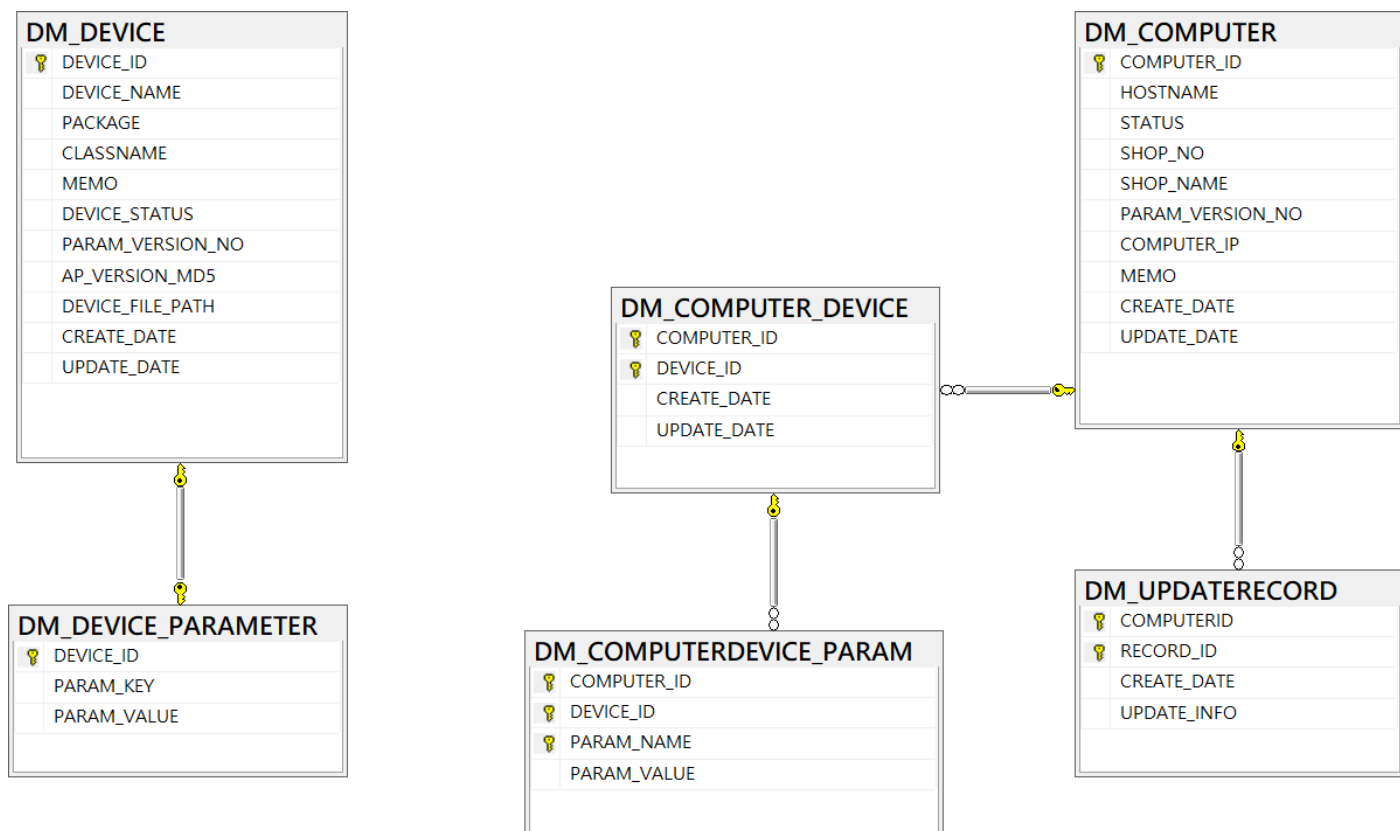 DM_DEVICE
DEVICE_ID
DEVICE_NAME
PACKAGE
CLASSNAME
MEMO
DEVICE_STATUS
PARAM_VERSION_NO
AP_VERSION_MD5
DEVICE_FILE_PATH
CREATE_DATE
UPDATE_DATE
DM_DEVICE_PARAMETER
DEVICE_ID
PARAM_KEY
PARAM_VALUE
DM_COMPUTER_DEVICE
COMPUTER_ID
DEVICE_ID
CREATE_DATE
UPDATE_DATE
DM_COMPUTERDEVICE_PARAM
COMPUTER_ID
DEVICE_ID
PARAM_NAME
PARAM_VALUE
DM_COMPUTER
COMPUTER_ID
HOSTNAME
STATUS
SHOP_NO
SHOP_NAME
PARAM_VERSION_NO
COMPUTER_IP
MEMO
CREATE_DATE
UPDATE_DATE
DM_UPDATERECORD
COMPUTERID
RECORD_ID
CREATE_DATE
UPDATE_INFO